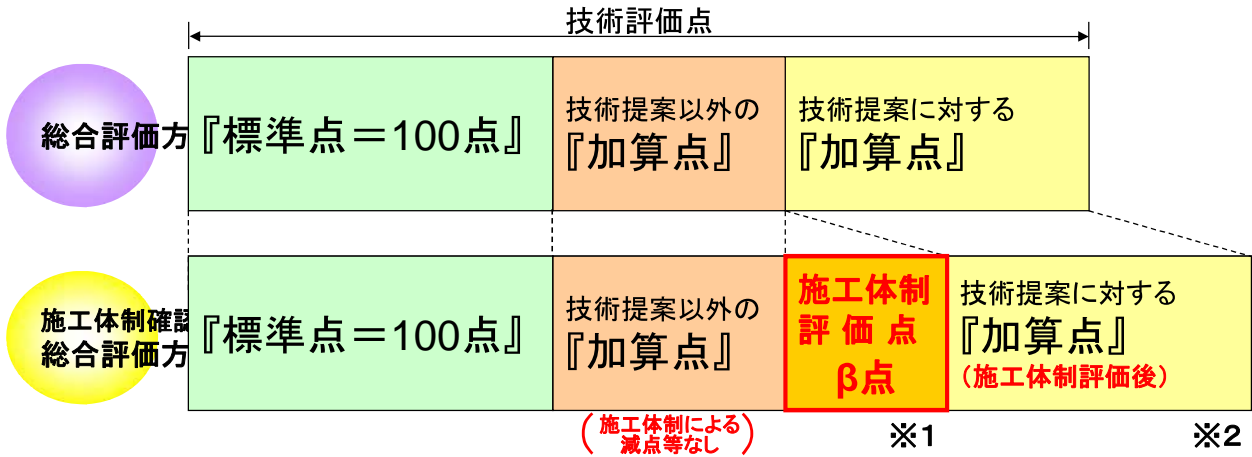 技術評価点
総合評価方
『標準点＝100点』
技術提案以外の
『加算点』
技術提案に対する
『加算点』
施工体制確認
総合評価方
『標準点＝100点』
技術提案以外の
『加算点』
施工体制
評価点
β点
技術提案に対する
『加算点』
（施工体制評価後）
（施工体制による
減点等なし）
※1
※2